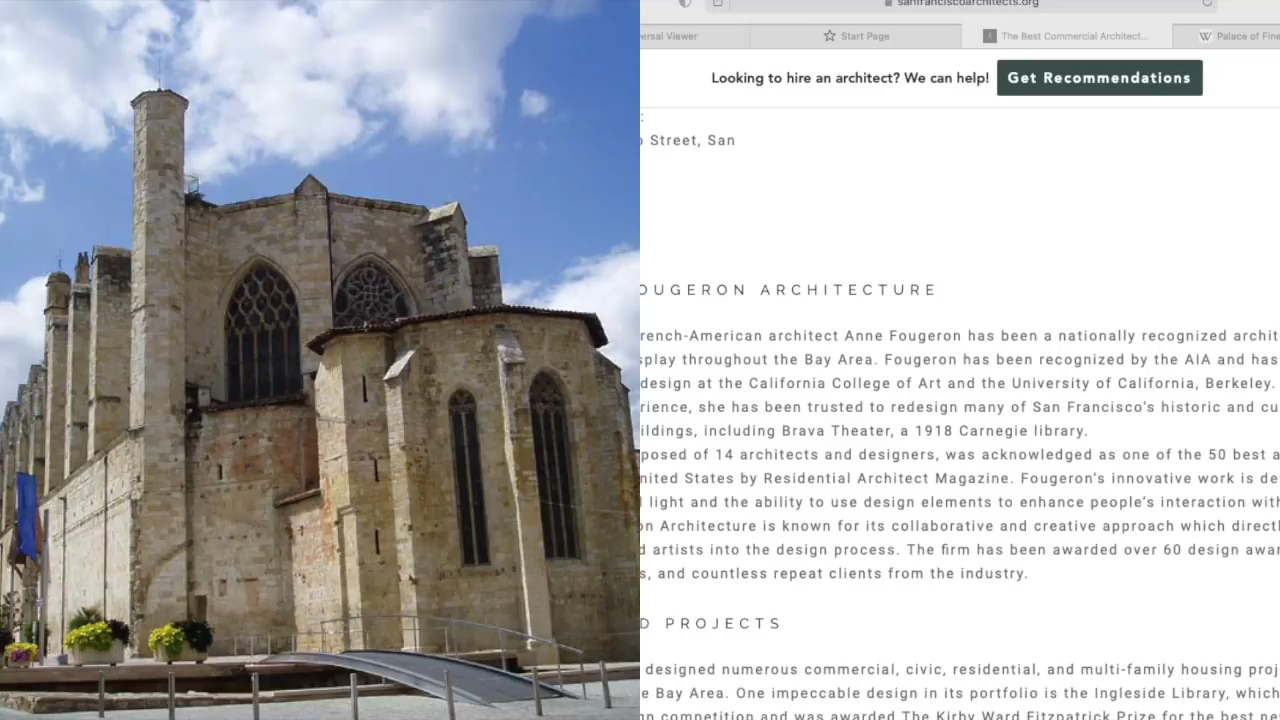 sanfranciscoarchitects.org
ersal Viewer
Start Page
The Best Commercial Architect...
Palace of Fine
Looking to hire an architect? We can help!
Get Recommendations
Street, San
OUGERON ARCHITECTURE
rench-American architect Anne Fougeron has been a nationally recognized archit
splay throughout the Bay Area. Fougeron has been recognized by the AIA and has
design at the California College of Art and the University of California, Berkeley.
rience, she has been trusted to redesign many of San Francisco's historic and cu
ildings, including Brava Theater, a 1918 Carnegie library.
posed of 14 architects and designers, was acknowledged as one of the 50 best a
nited States by Residential Architect Magazine. Fougeron's innovative work is de
light and the ability to use design elements to enhance people's interaction with
on Architecture is known for its collaborative and creative approach which directl
d artists into the design process. The firm has been awarded over 60 design awar
s, and countless repeat clients from the industry.
D PROJECTS
designed numerous commercial, civic, residential, and multi-family housing proj
e Bay Area. One impeccable design in its portfolio is the Ingleside Library, which
gn competition and was awarded The Kirby Ward Fitzpatrick Prize for the best